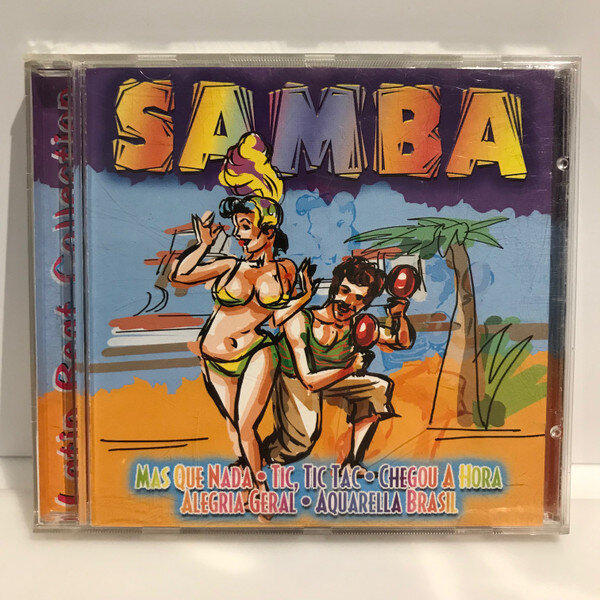 SAMBA
Latin Beat Collection
MAS QUE NADA • TIC, TIC TAC • CHEGOU A HORA
ALEGRIA GERAL • AQUARELLA BRASIL